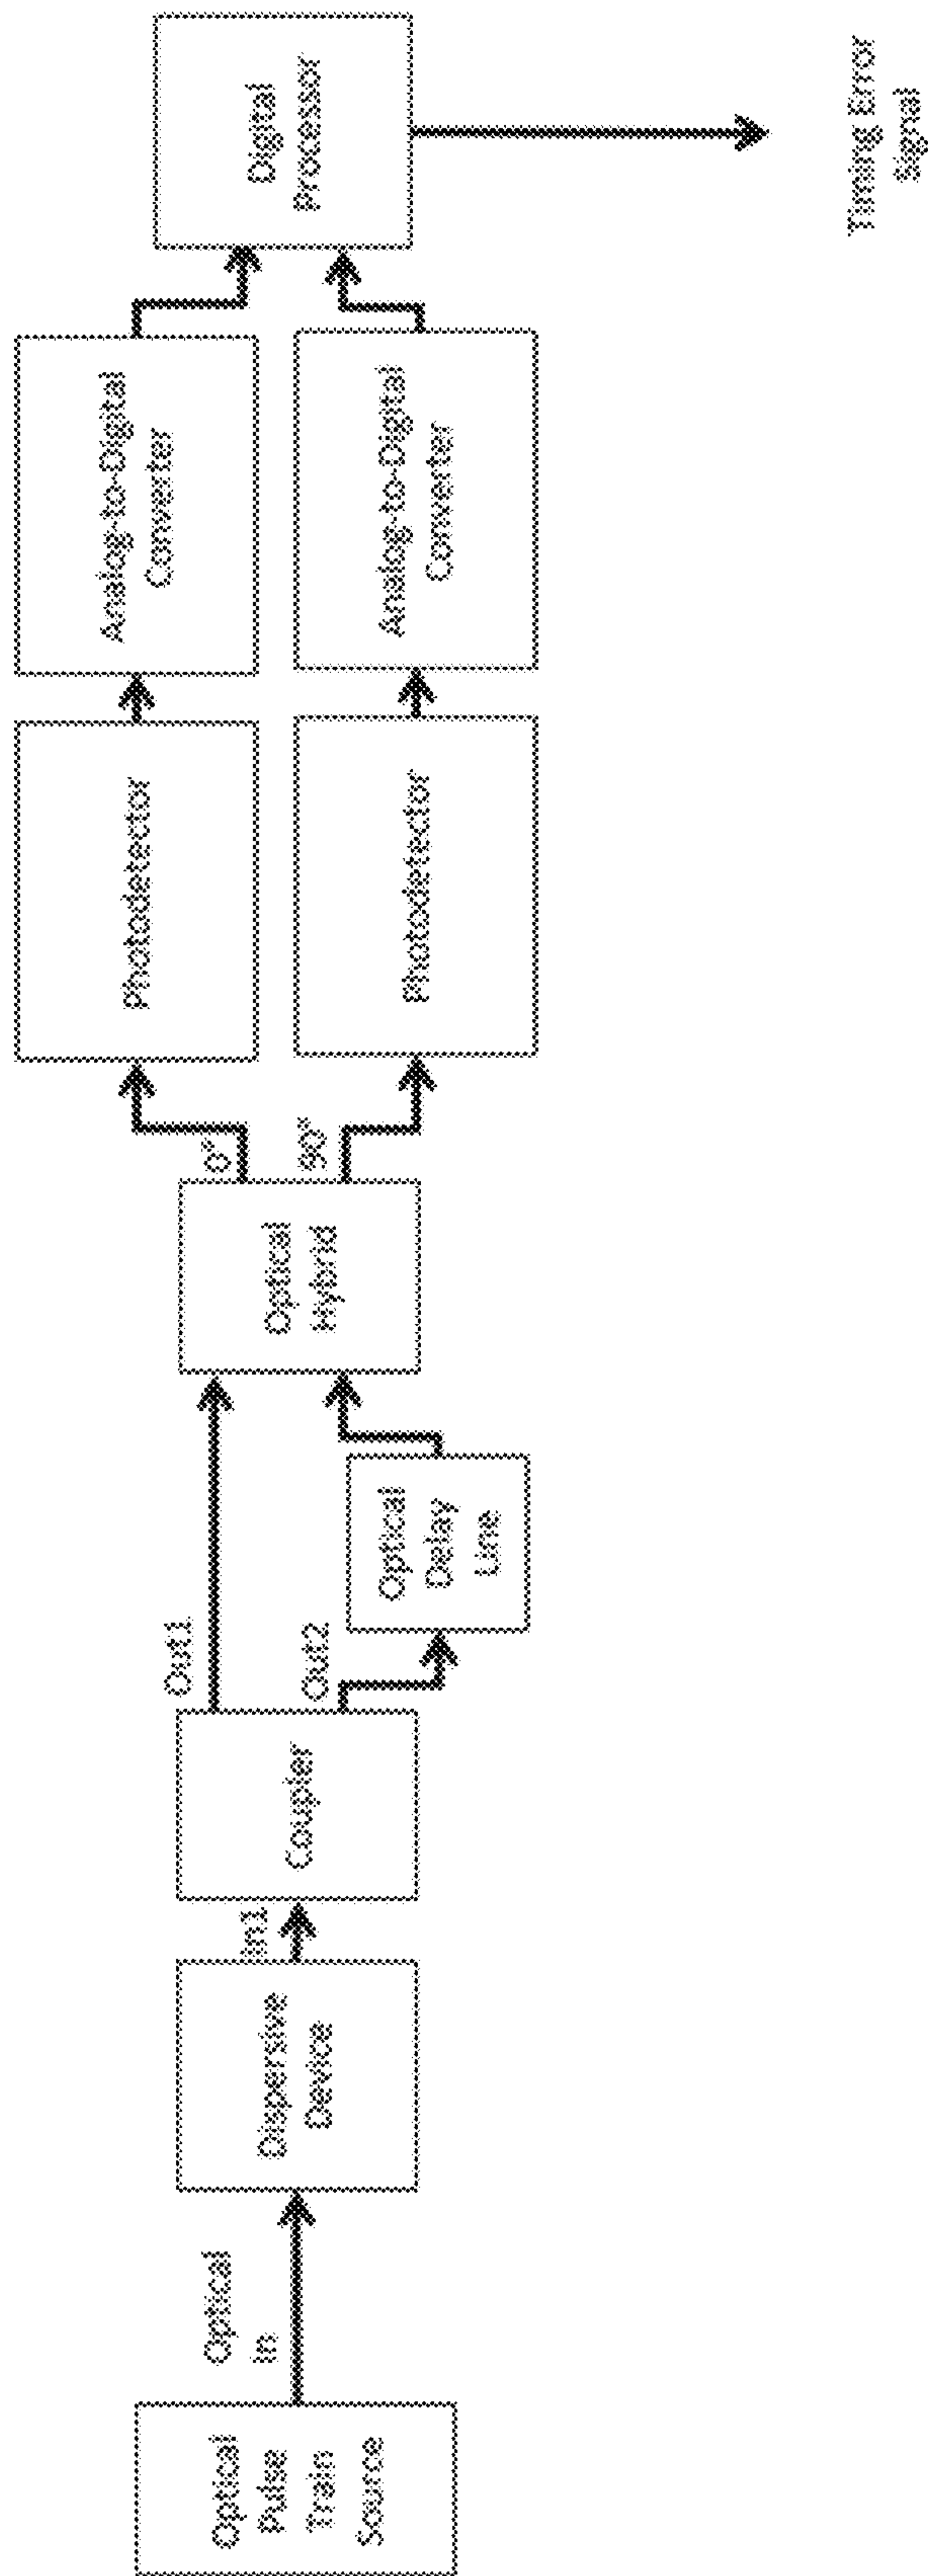 Optical
Pulse
Train
Source
Optical
In
Dispersive
Device
In1
Coupler
Out1
Out2
Optical
Delay
Line
Optical
Hybrid
0°
90°
Photodetector
Photodetector
Analog-to-Digital
Converter
Analog-to-Digital
Converter
Digital
Processor
Timing Error
Signal